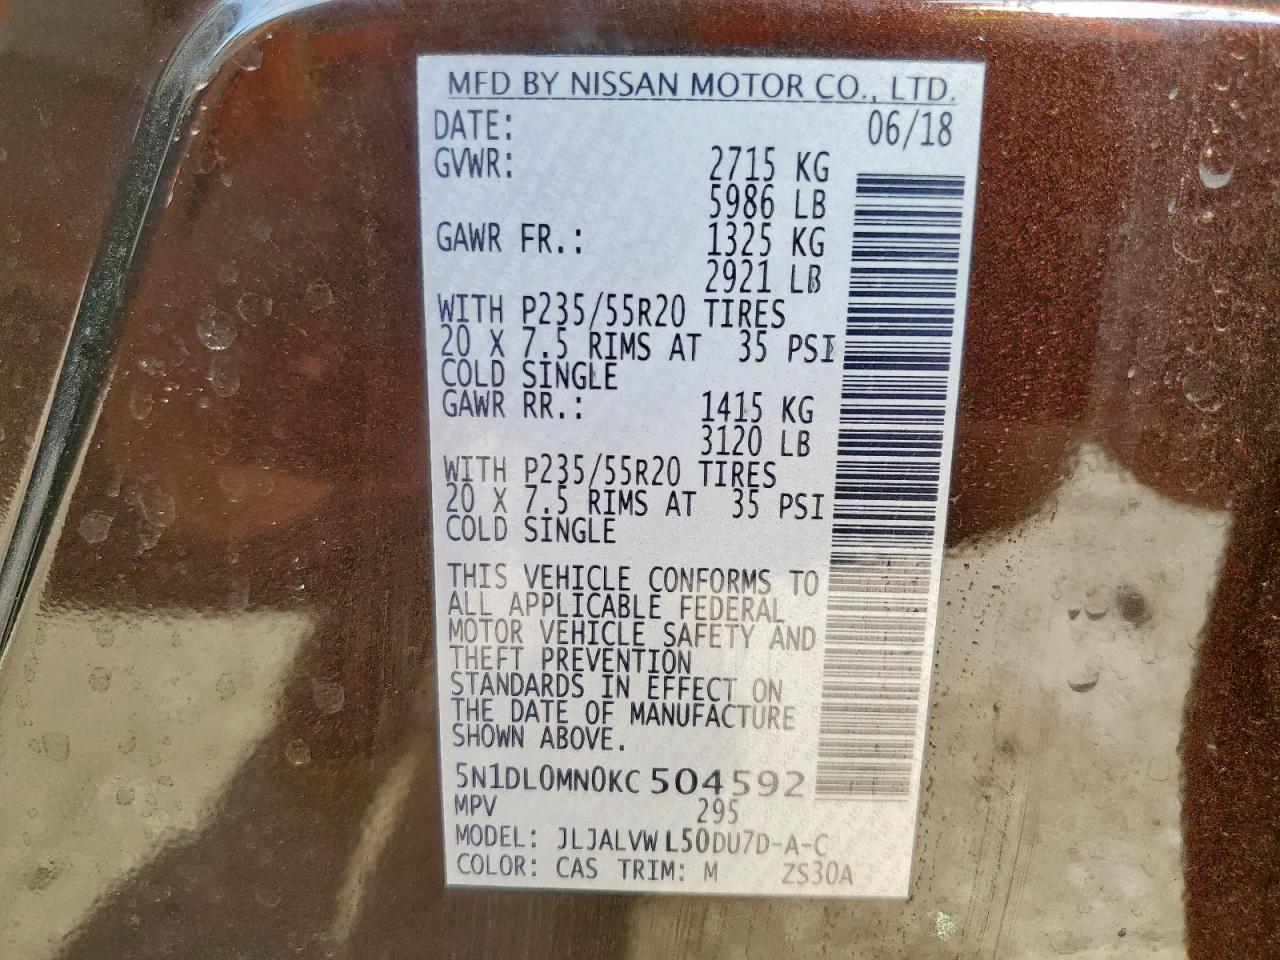 MFD BY NISSAN MOTOR CO., LTD.
DATE: 06/18
GVWR: 2715 KG
5986 LB
GAWR FR.: 1325 KG
2921 LB
WITH P235/55R20 TIRES
20 X 7.5 RIMS AT 35 PSI
COLD SINGLE
GAWR RR.: 1415 KG
3120 LB
WITH P235/55R20 TIRES
20 X 7.5 RIMS AT 35 PSI
COLD SINGLE
THIS VEHICLE CONFORMS TO
ALL APPLICABLE FEDERAL
MOTOR VEHICLE SAFETY AND
THEFT PREVENTION
STANDARDS IN EFFECT ON
THE DATE OF MANUFACTURE
SHOWN ABOVE.
5N1DL0MN0KC 504592
MPV 295
MODEL: JLJALVW L50DU7D-A-C
COLOR: CAS TRIM: M ZS30A